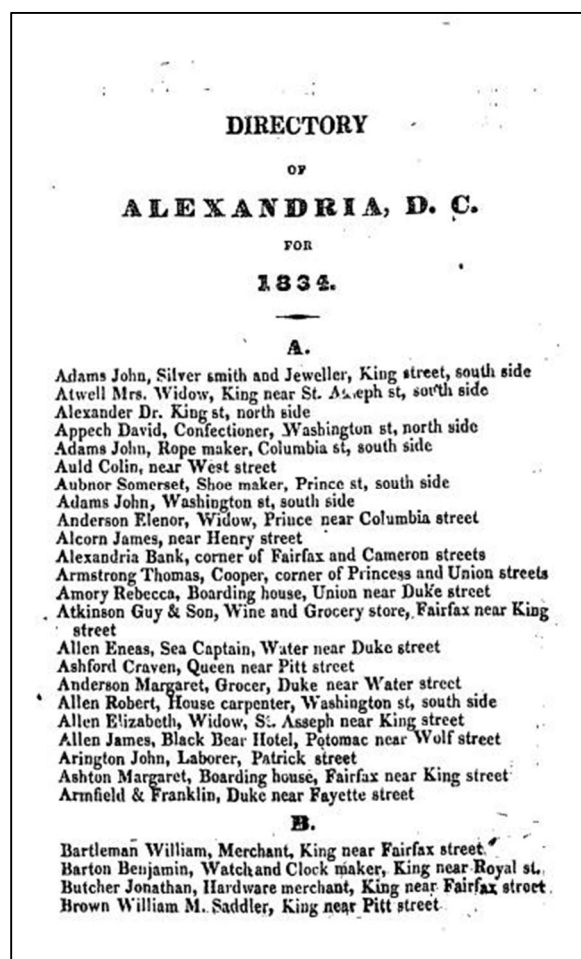 DIRECTORY
OF
ALEXANDRIA, D. C.
FOR
1834.
A.
Adams John, Silver smith and Jeweller, King street, south side
Atwell Mrs. Widow, King near St. Asseph st, south side
Alexander Dr. King st, north side
Appech David, Confectioner, Washington st, north side
Adams John, Rope maker, Columbia st, south side
Auld Colin, near West street
Aubnor Somerset, Shoe maker, Prince st, south side
Adams John, Washington st, south side
Anderson Elenor, Widow, Prince near Columbia street
Alcorn James, near Henry street
Alexandria Bank, corner of Fairfax and Cameron streets
Armstrong Thomas, Cooper, corner of Princess and Union streets
Amory Rebecca, Boarding house, Union near Duke street
Atkinson Guy & Son, Wine and Grocery store, Fairfax near King
street
Allen Eneas, Sea Captain, Water near Duke street
Ashford Craven, Queen near Pitt street
Anderson Margaret, Grocer, Duke near Water street
Allen Robert, House carpenter, Washington st, south side
Allen Elizabeth, Widow, St. Asseph near King street
Allen James, Black Bear Hotel, Potomac near Wolf street
Arington John, Laborer, Patrick street
Ashton Margaret, Boarding house, Fairfax near King street
Armfield & Franklin, Duke near Fayette street
B.
Bartleman William, Merchant, King near Fairfax street.
Barton Benjamin, Watch and Clock maker, King near Royal st.
Butcher Jonathan, Hardware merchant, King near Fairfax street.
Brown William M. Saddler, King near Pitt street